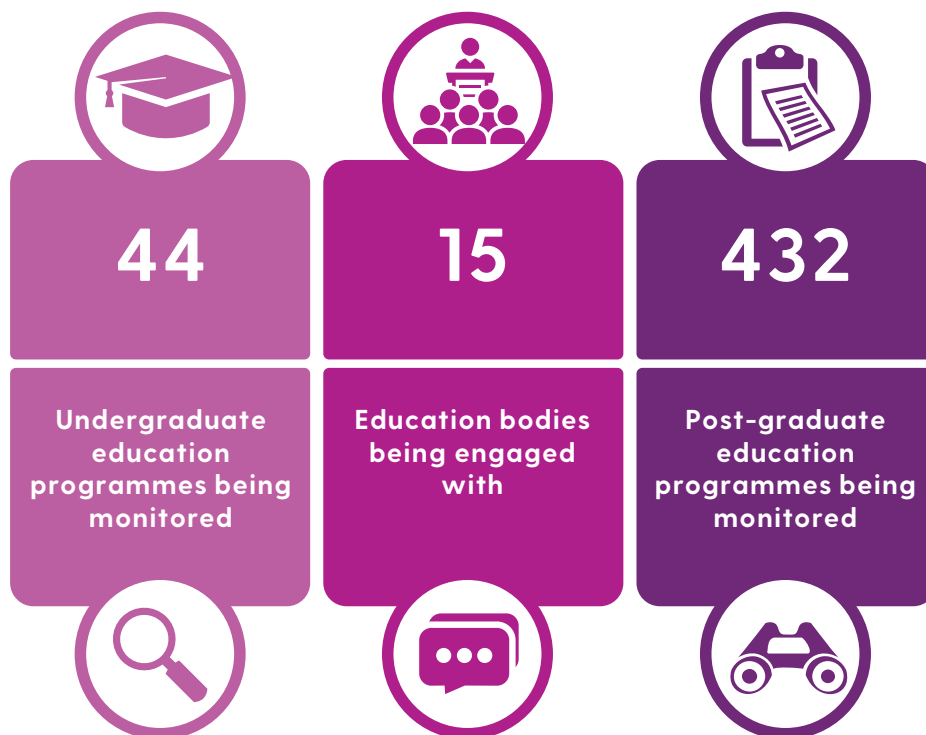 44
Undergraduate
education
programmes being
monitored
15
Education bodies
being engaged
with
432
Post-graduate
education
programmes being
monitored